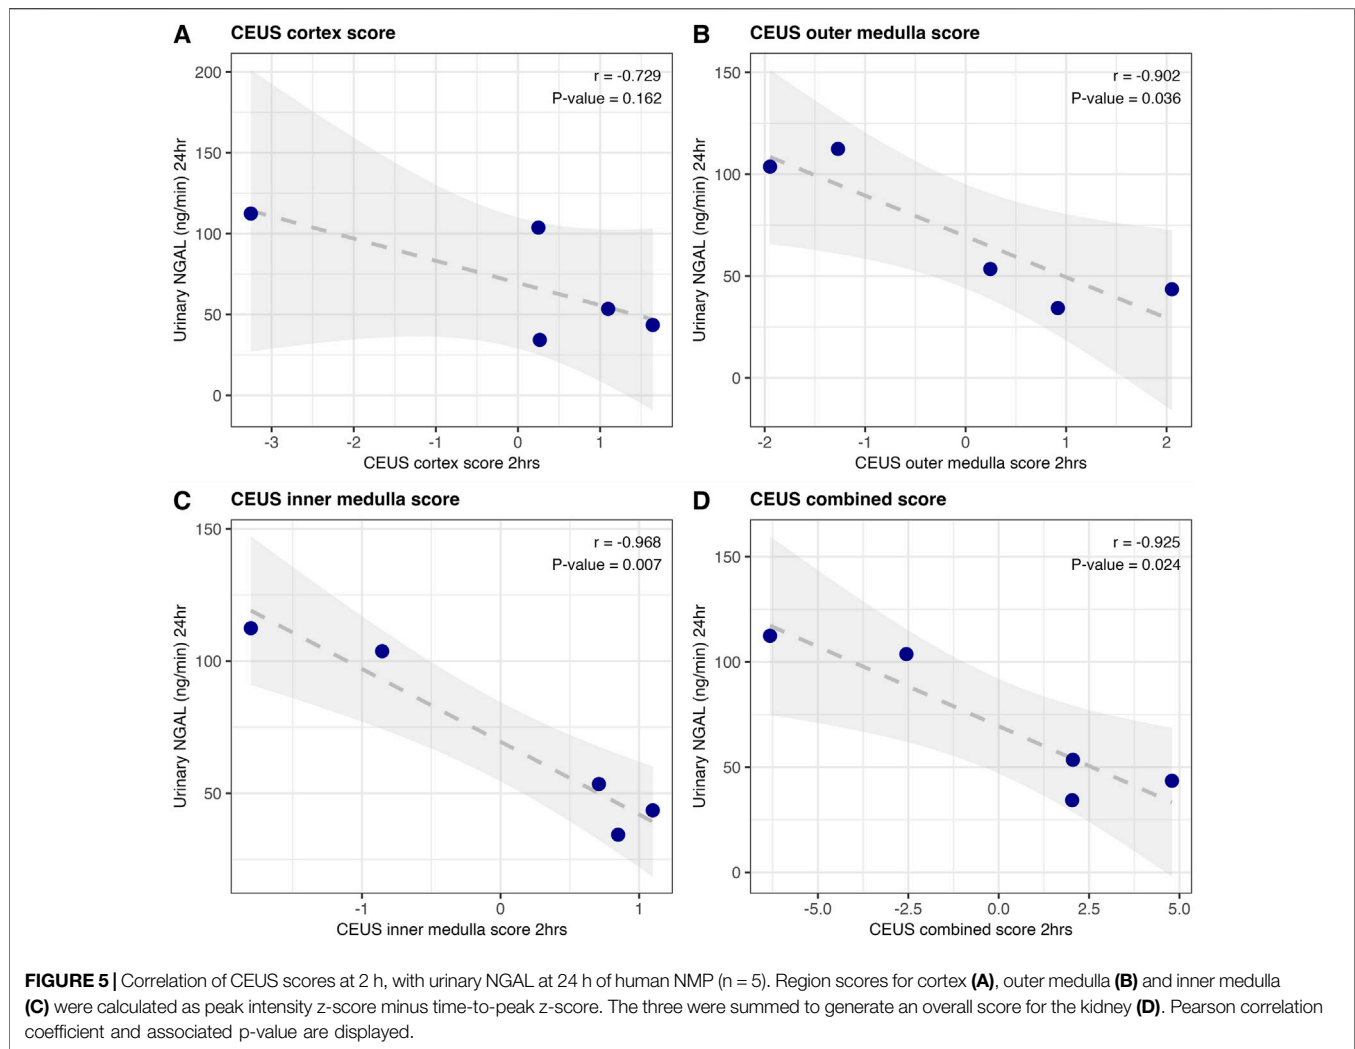 A CEUS cortex score
r = -0.729
P-value = 0.162
Urinary NGAL (ng/min) 24hr
200
150
100
50
0
-3 -2 -1 0 1
CEUS cortex score 2hrs
B CEUS outer medulla score
r = -0.902
P-value = 0.036
Urinary NGAL (ng/min) 24hr
150
100
50
0
-2 -1 0 1 2
CEUS outer medulla score 2hrs
C CEUS inner medulla score
r = -0.968
P-value = 0.007
Urinary NGAL (ng/min) 24hr
150
100
50
-1 0 1
CEUS inner medulla score 2hrs
D CEUS combined score
r = -0.925
P-value = 0.024
Urinary NGAL (ng/min) 24hr
150
100
50
0
-5.0 -2.5 0.0 2.5 5.0
CEUS combined score 2hrs
FIGURE 5 | Correlation of CEUS scores at 2 h, with urinary NGAL at 24 h of human NMP (n = 5). Region scores for cortex (A), outer medulla (B) and inner medulla
(C) were calculated as peak intensity z-score minus time-to-peak z-score. The three were summed to generate an overall score for the kidney (D). Pearson correlation
coefficient and associated p-value are displayed.